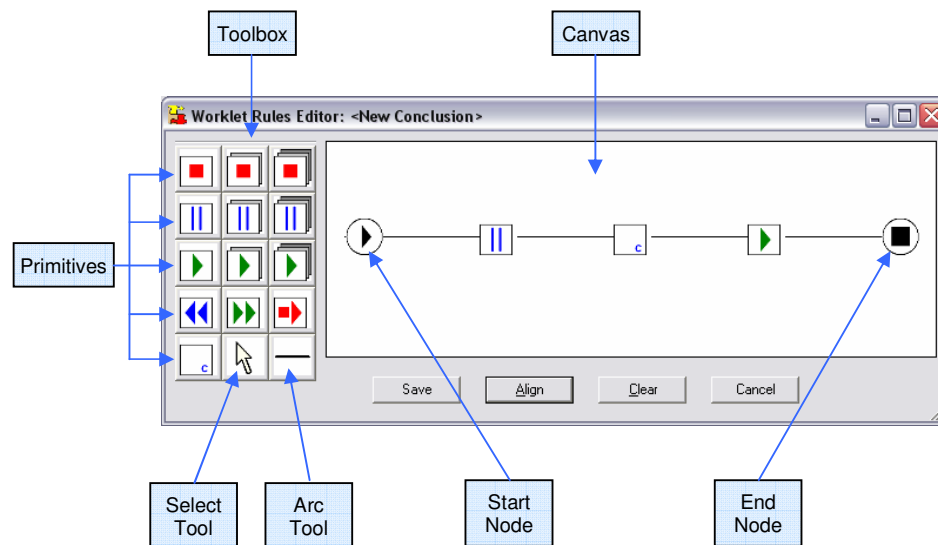 Toolbox
Canvas
Worklet Rules Editor: <New Conclusion>
Primitives
c
c
Save
Align
Clear
Cancel
Select
Tool
Arc
Tool
Start
Node
End
Node